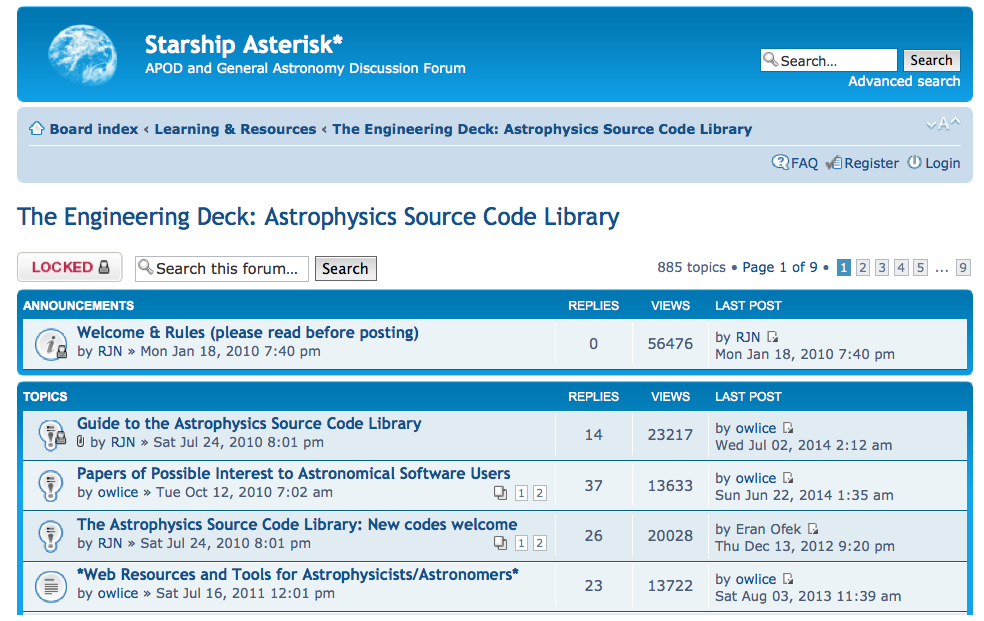 Starship Asterisk*
APOD and General Astronomy Discussion Forum
Search... Search
Advanced search
Board index ‹ Learning & Resources ‹ The Engineering Deck: Astrophysics Source Code Library
A
FAQ Register Login
The Engineering Deck: Astrophysics Source Code Library
LOCKED Search this forum... Search 885 topics • Page 1 of 9 • 1 2 3 4 5 ... 9
ANNOUNCEMENTS REPLIES VIEWS LAST POST
Welcome & Rules (please read before posting)
by RJN » Mon Jan 18, 2010 7:40 pm
0 56476
by RJN
Mon Jan 18, 2010 7:40 pm
TOPICS REPLIES VIEWS LAST POST
Guide to the Astrophysics Source Code Library
by RJN » Sat Jul 24, 2010 8:01 pm
14 23217
by owlice
Wed Jul 02, 2014 2:12 am
Papers of Possible Interest to Astronomical Software Users
by owlice » Tue Oct 12, 2010 7:02 am 1 2
37 13633
by owlice
Sun Jun 22, 2014 1:35 am
The Astrophysics Source Code Library: New codes welcome
by RJN » Sat Jul 24, 2010 8:01 pm 1 2
26 20028
by Eran Ofek
Thu Dec 13, 2012 9:20 pm
*Web Resources and Tools for Astrophysicists/Astronomers*
by owlice » Sat Jul 16, 2011 12:01 pm
23 13722
by owlice
Sat Aug 03, 2013 11:39 am